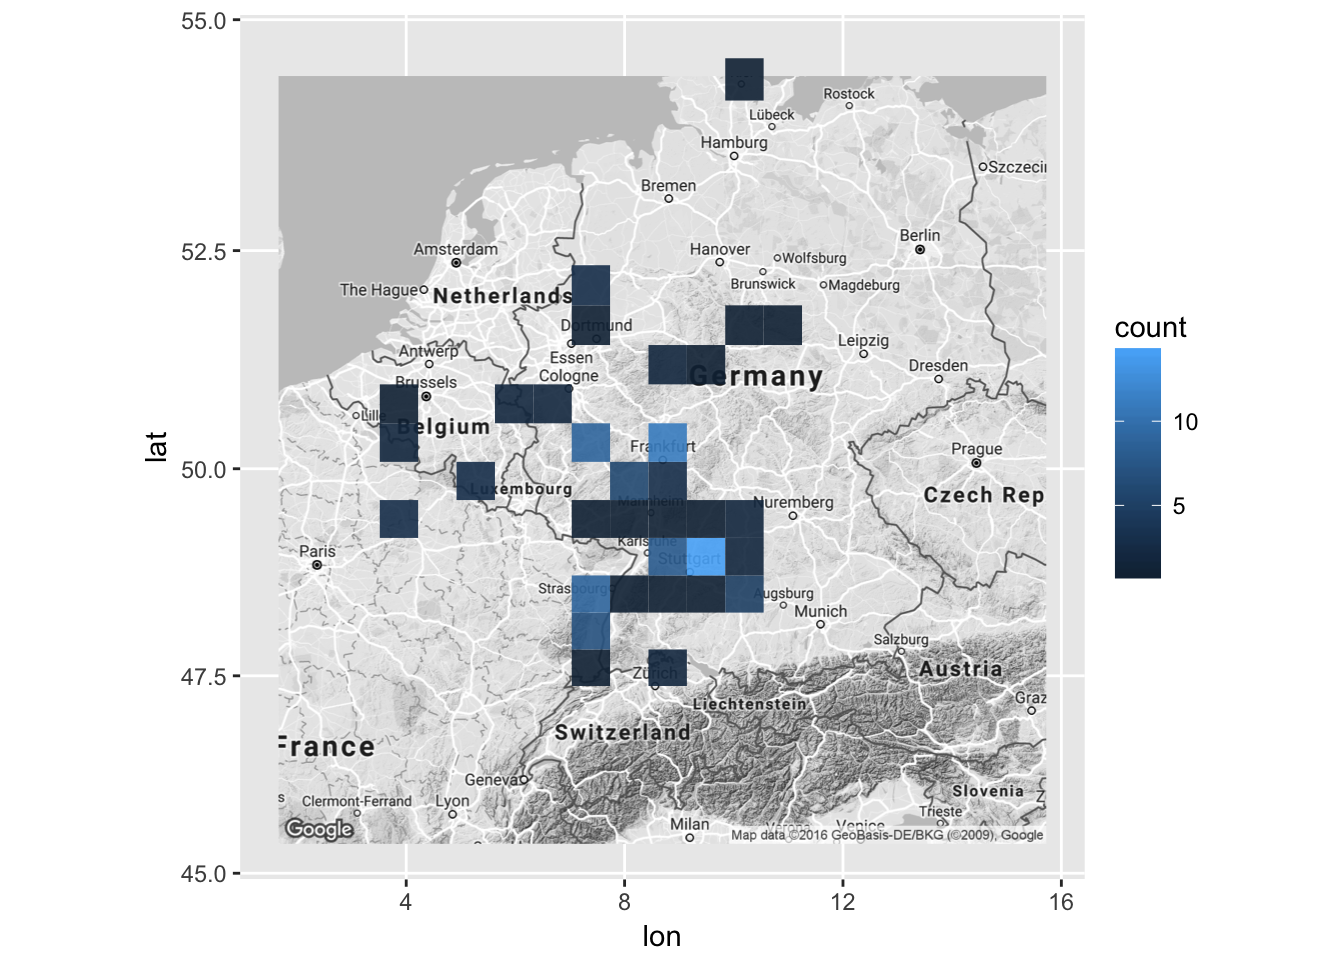 55.0
52.5
50.0
47.5
45.0
lat
4
8
12
16
lon
count
10
5
Rostock
Lübeck
Hamburg
Szczecin
Bremen
Berlin
Amsterdam
Hanover
Wolfsburg
The Hague
Netherlands
Brunswick
Magdeburg
Dortmund
Leipzig
Antwerp
Essen
Cologne
Dresden
Germany
Brussels
Lille
Belgium
Frankfurt
Prague
Luxembourg
Czech Rep
Mannheim
Nuremberg
Paris
Karlsruhe
Stuttgart
Strasbourg
Augsburg
Munich
Salzburg
Zürich
Austria
Graz
Liechtenstein
Switzerland
France
Geneva
Slovenia
Z
s
Clermont-Ferrand
Lyon
Trieste
Milan
Verona
Venice
Google
Map data ©2016 GeoBasis-DE/BKG (©2009), Google